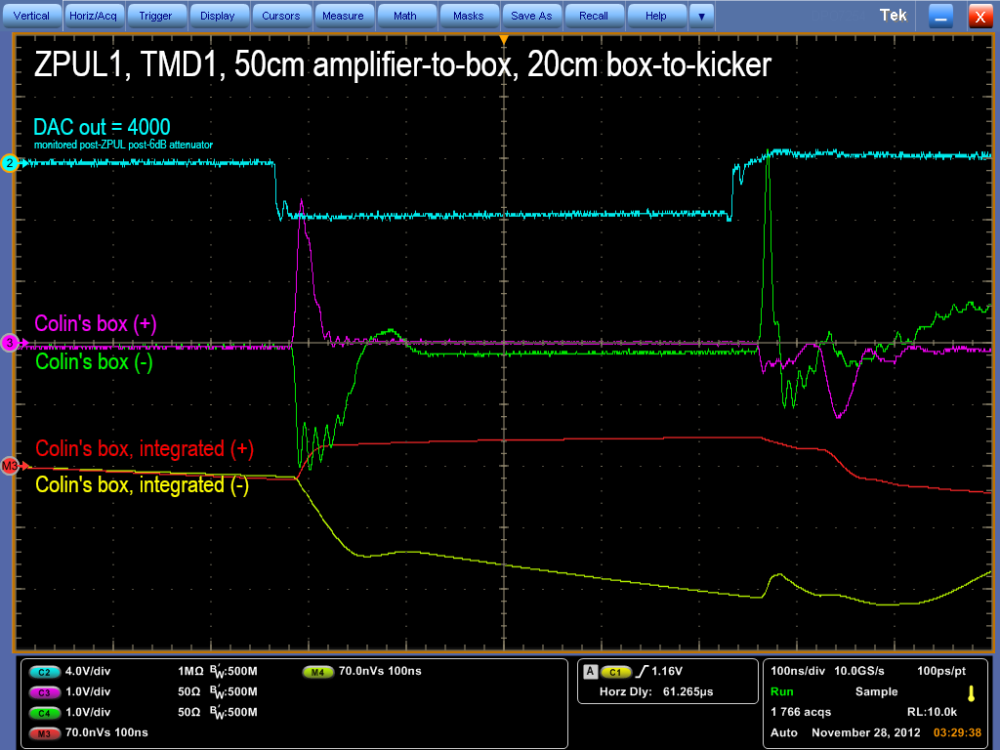 Vertical Horiz/Acq Trigger Display Cursors Measure Math Masks Save As Recall Help Tek X
ZPUL1, TMD1, 50cm amplifier-to-box, 20cm box-to-kicker
DAC out = 4000
monitored post-ZPUL post-6dB attenuator
2
Colin's box (+)
3
Colin's box (-)
Colin's box, integrated (+)
M3
Colin's box, integrated (-)
C2 4.0V/div 1MΩ BW:500M M4 70.0nVs 100ns
C3 1.0V/div 50Ω BW:500M
C4 1.0V/div 50Ω BW:500M
M3 70.0nVs 100ns
A C1 1.16V
Horz Dly: 61.265µs
100ns/div 10.0GS/s 100ps/pt
Run Sample
1 766 acqs RL:10.0k
Auto November 28, 2012 03:29:38